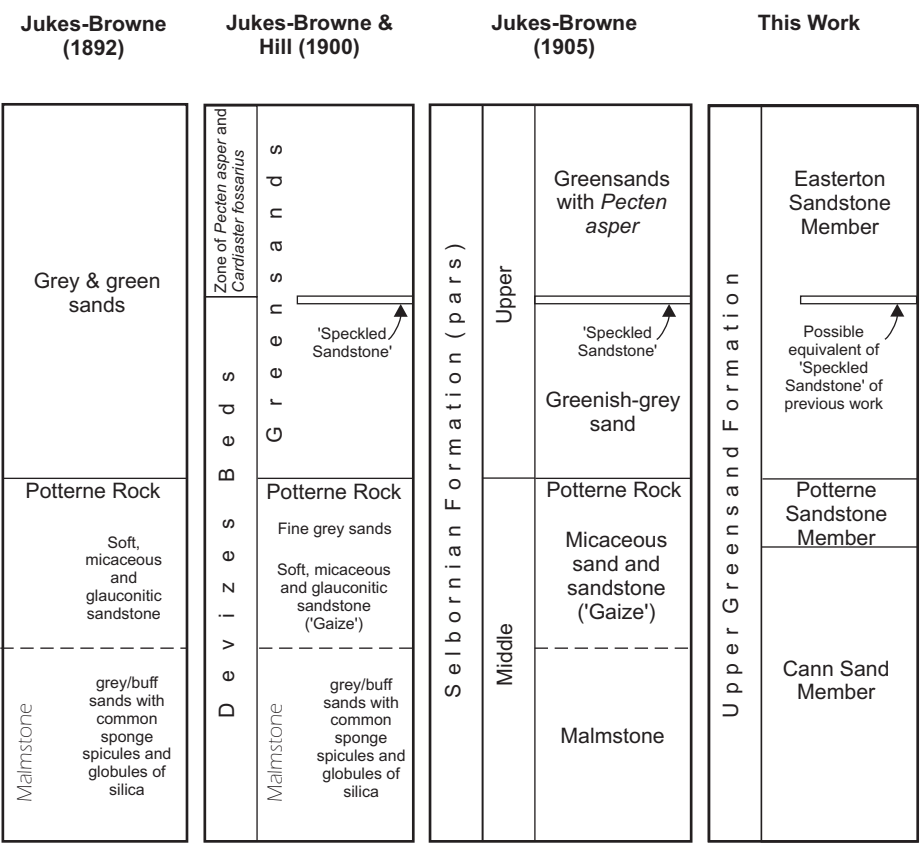 Jukes-Browne
(1892)
Grey & green
sands
Potterne Rock
Soft,
micaceous
and
glauconitic
sandstone
Malmstone
grey/buff
sands with
common
sponge
spicules and
globules of
silica
Jukes-Browne &
Hill (1900)
Zone of Pecten asper and
Cardiaster fossarius
Devizes Beds
Greensands
'Speckled
Sandstone'
Potterne Rock
Fine grey sands
Soft, micaceous
and glauconitic
sandstone
('Gaize')
Malmstone
grey/buff
sands with
common
sponge
spicules and
globules of
silica
Jukes-Browne
(1905)
Selbornian Formation (pars)
Upper
Greensands
with Pecten
asper
'Speckled
Sandstone'
Greenish-grey
sand
Middle
Potterne Rock
Micaceous
sand and
sandstone
('Gaize')
Malmstone
This Work
Upper Greensand Formation
Easterton
Sandstone
Member
Possible
equivalent of
'Speckled
Sandstone' of
previous work
Potterne
Sandstone
Member
Cann Sand
Member